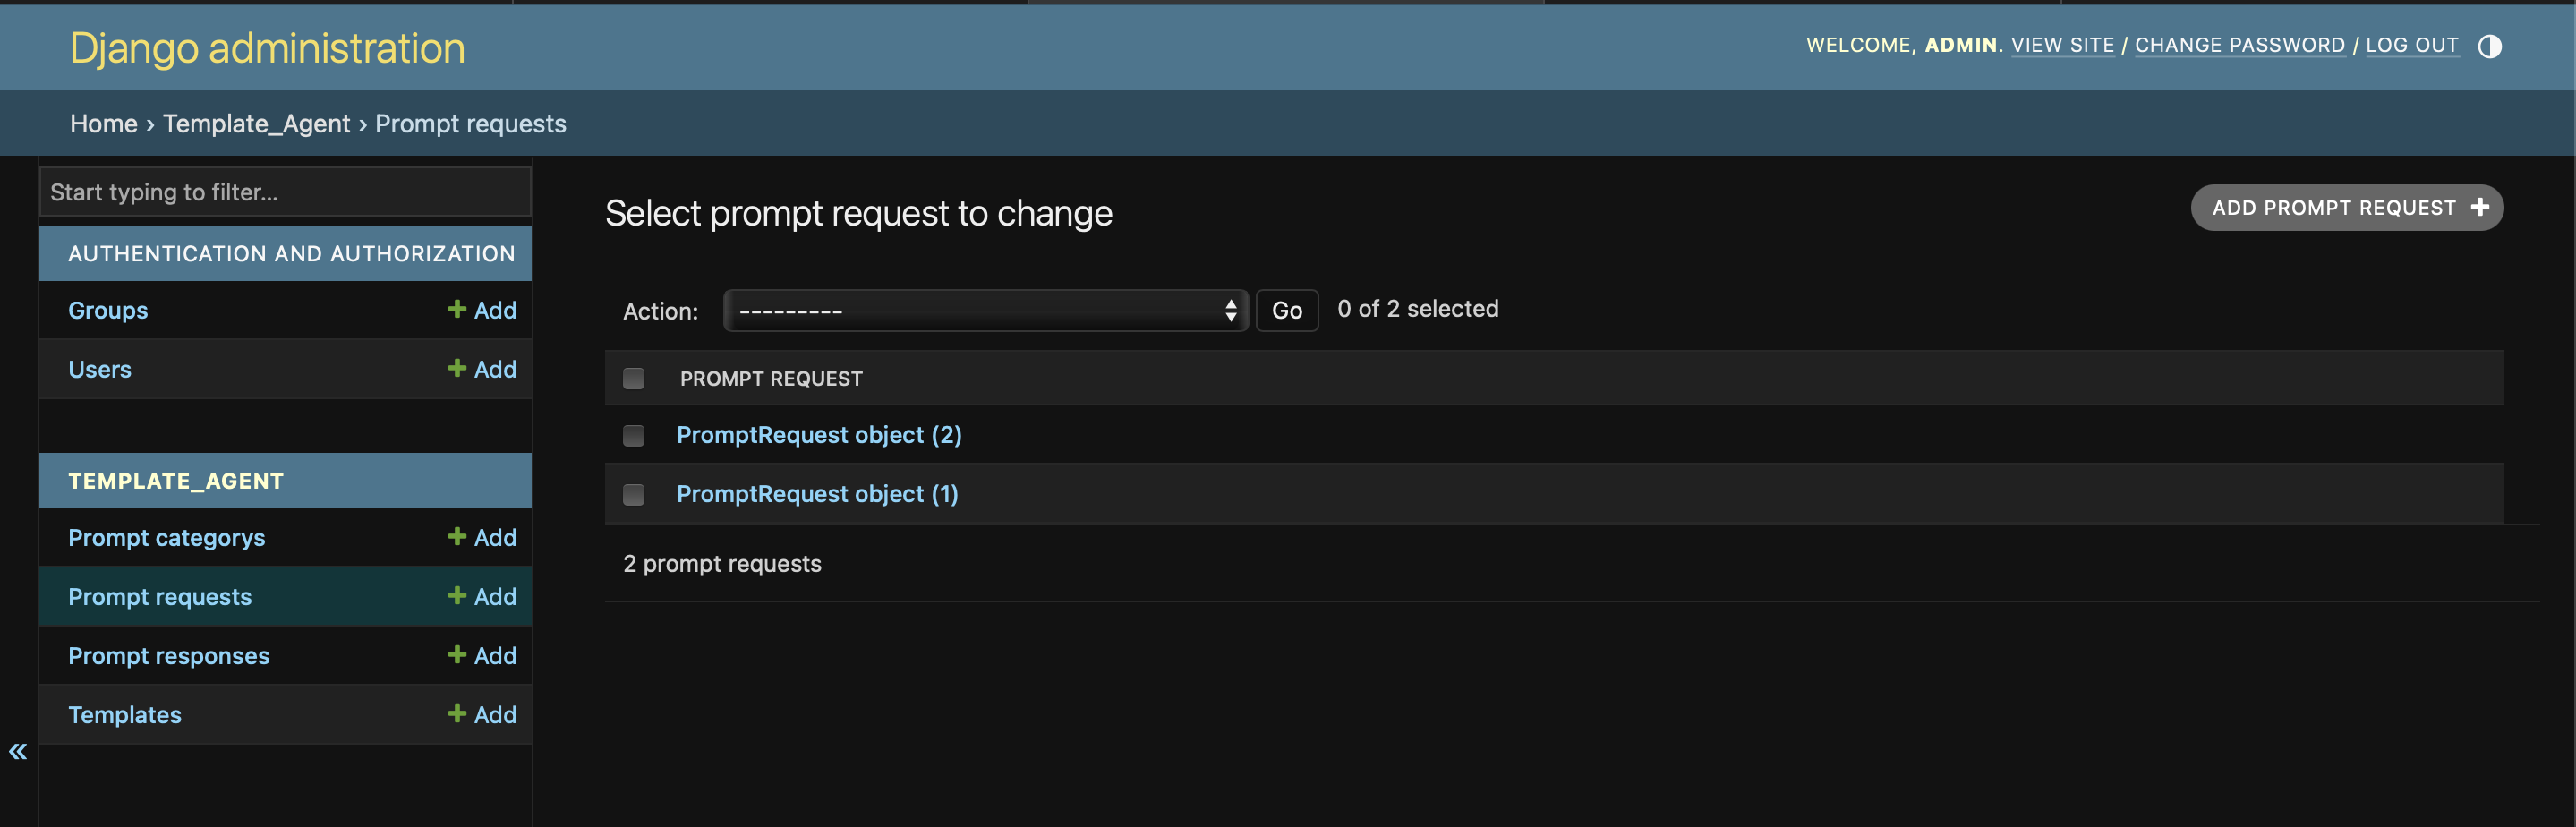 Django administration
WELCOME, ADMIN. VIEW SITE / CHANGE PASSWORD / LOG OUT
Home › Template_Agent › Prompt requests
Start typing to filter...
AUTHENTICATION AND AUTHORIZATION
Groups + Add
Users + Add
TEMPLATE_AGENT
Prompt categorys + Add
Prompt requests + Add
Prompt responses + Add
Templates + Add
«
Select prompt request to change
ADD PROMPT REQUEST +
Action: --------- Go 0 of 2 selected
PROMPT REQUEST
PromptRequest object (2)
PromptRequest object (1)
2 prompt requests